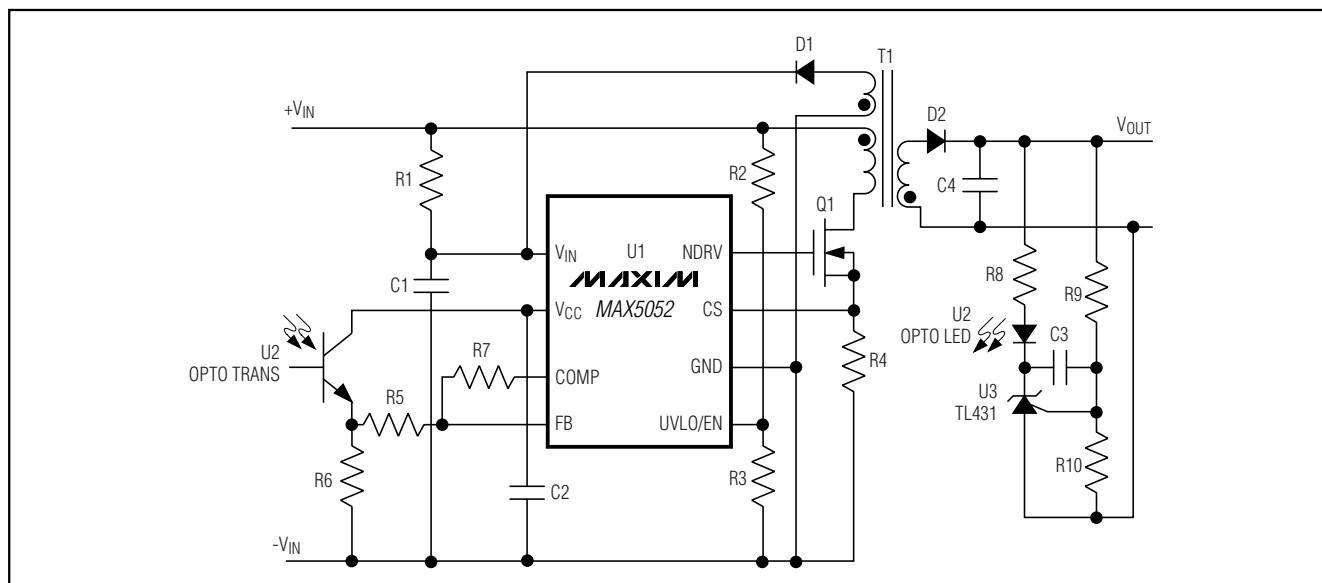 D1
T1
+VIN
D2
VOUT
R1
R2
C4
Q1
VIN
U1
NDRV
MAXIM
C1
R8
R9
VCC
MAX5052
CS
U2
OPTO LED
C3
U2
OPTO TRANS
R7
R4
COMP
GND
U3
TL431
R5
FB
UVLO/EN
R6
C2
R3
R10
-VIN